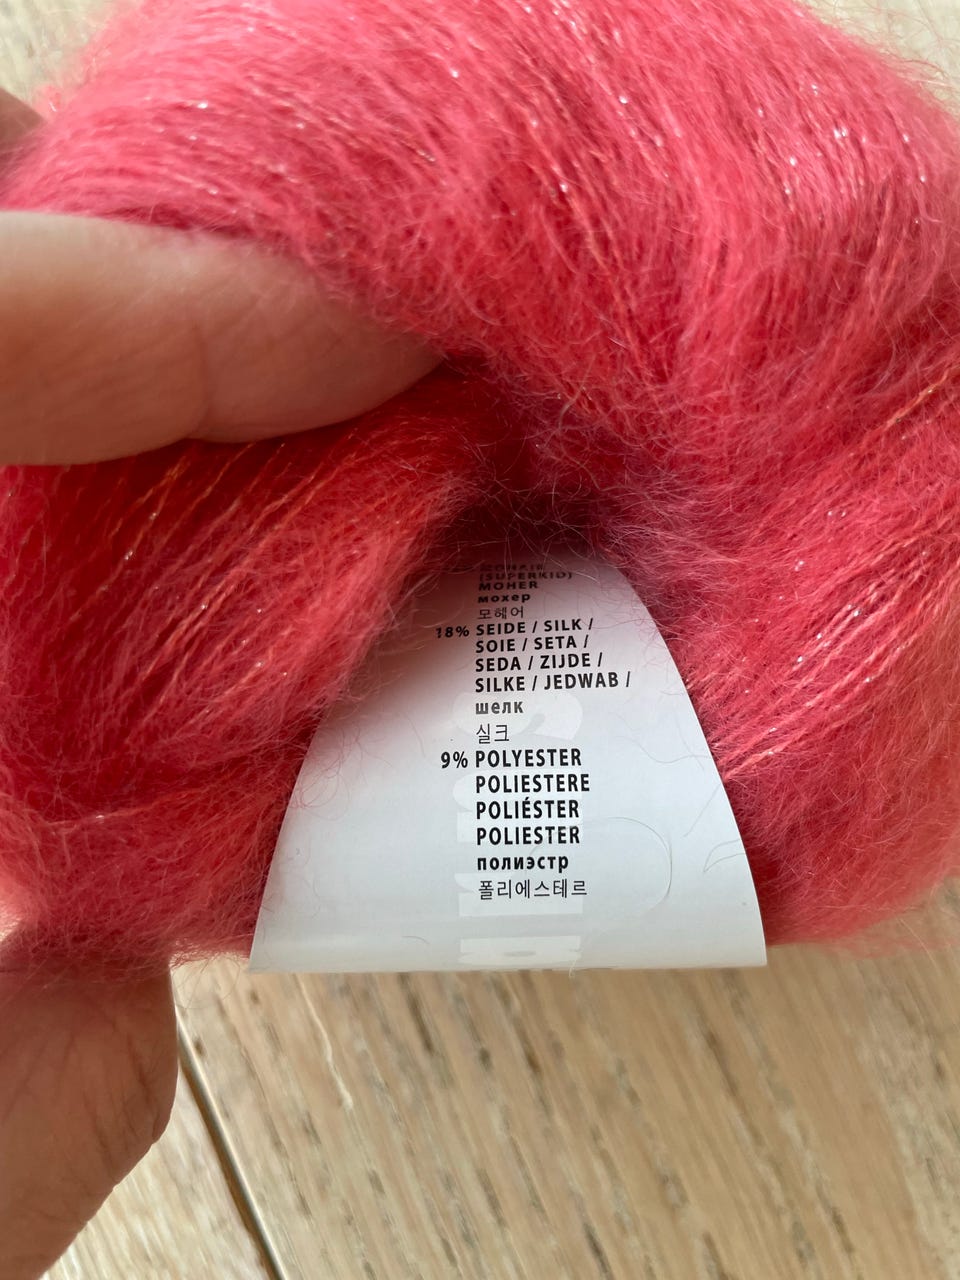 (SUPERKID)
MOHER
мохер
모헤어
18% SEIDE / SILK /
SOIE / SETA /
SEDA / ZIJDE /
SILKE / JEDWAB /
шелк
실크
9% POLYESTER
POLIESTERE
POLIÉSTER
POLIESTER
полиэстр
폴리에스테르